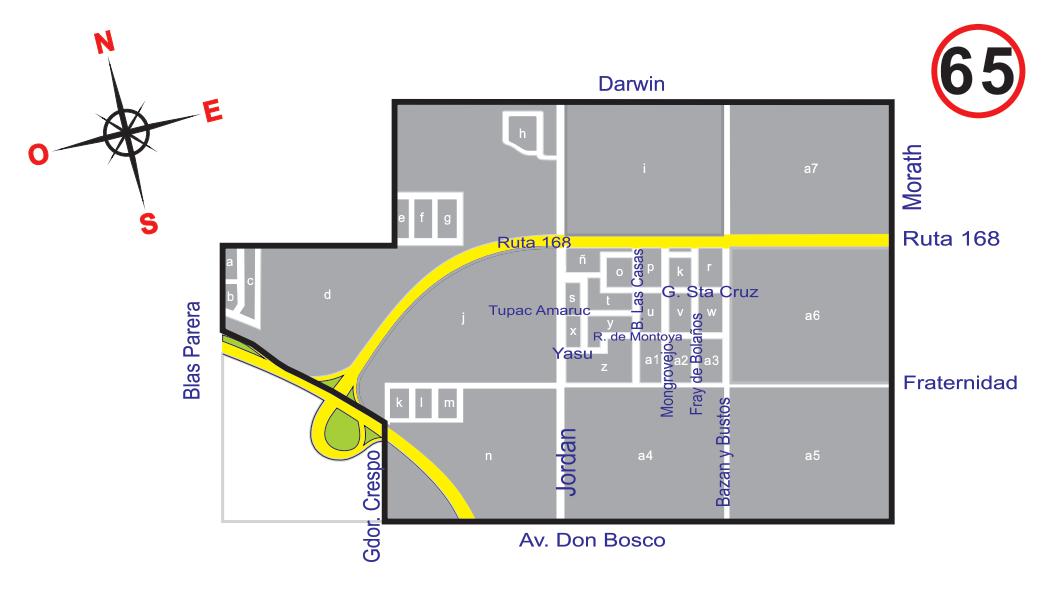 N
E
O
S
65
Darwin
Morath
h
i
a7
e
f
g
Ruta 168
Ruta 168
a
b
c
d
j
ñ
o
p
k
r
B. Las Casas
G. Sta Cruz
s
t
Tupac Amaruc
u
v
w
a6
x
y
R. de Montoya
Yasu
z
a1
a2
a3
Mongrovejo
Fray de Bolaños
Blas Parera
Fraternidad
k
l
m
n
Jordan
a4
Bazan y Bustos
a5
Gdor. Crespo
Av. Don Bosco